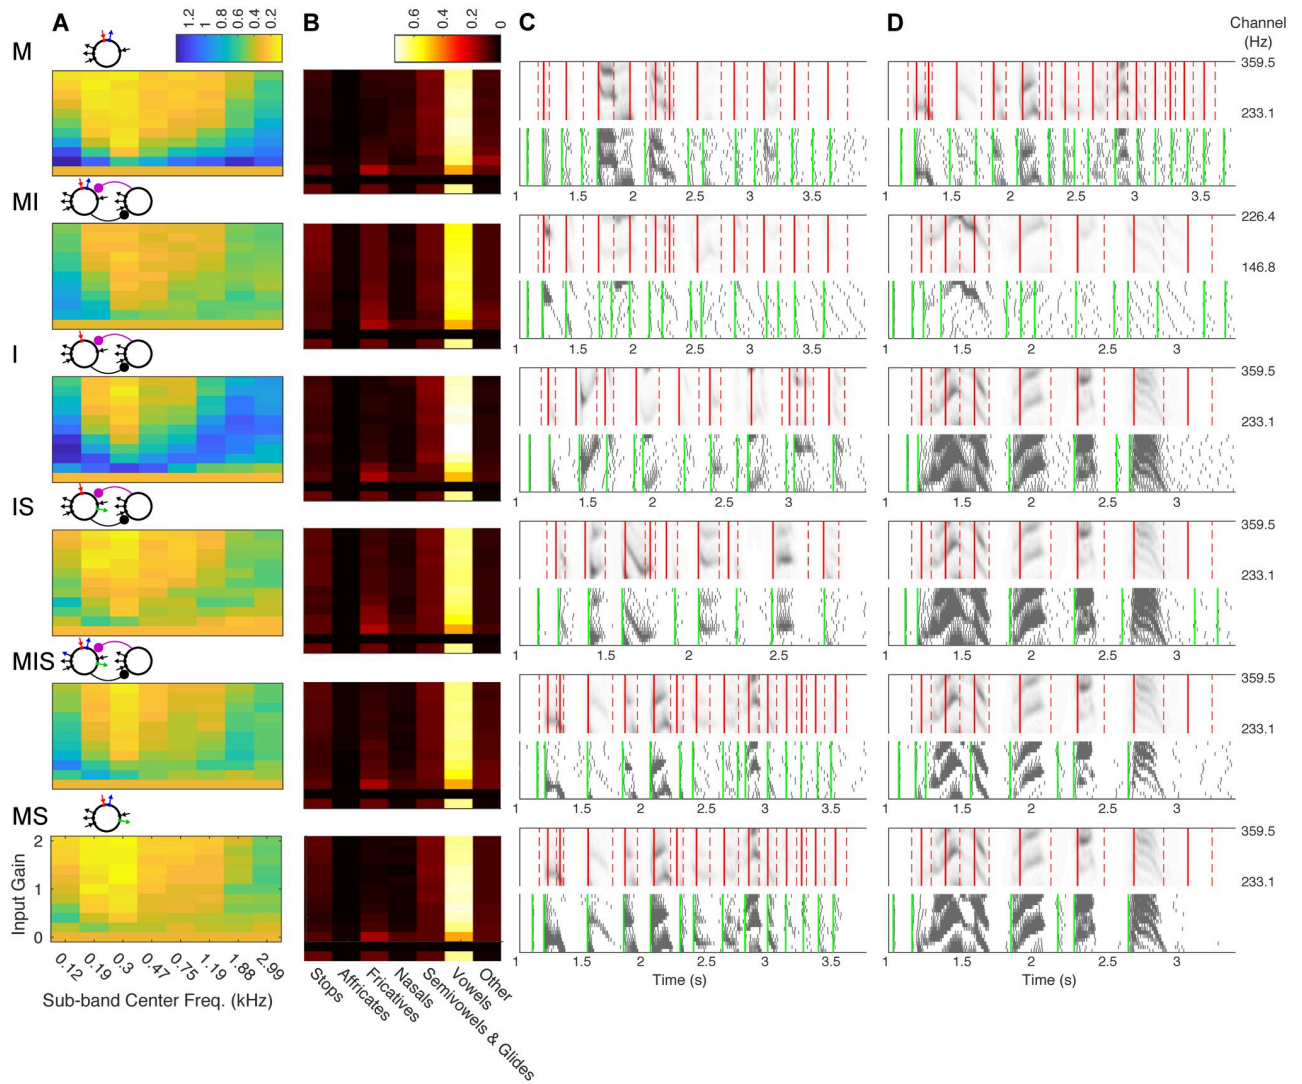 A
B
C
D
1.2
1
0.8
0.6
0.4
0.2
0.6
0.4
0.2
0
Channel
(Hz)
M
359.5
233.1
1 1.5 2 2.5 3 3.5
1 1.5 2 2.5 3 3.5
MI
226.4
146.8
1 1.5 2 2.5 3 3.5
1 1.5 2 2.5 3
I
359.5
233.1
1 1.5 2 2.5 3
1 1.5 2 2.5 3
IS
359.5
233.1
1 1.5 2 2.5
1 1.5 2 2.5 3
MIS
359.5
233.1
1 1.5 2 2.5 3 3.5
1 1.5 2 2.5 3
MS
359.5
233.1
2
1
0
Input Gain
1 1.5 2 2.5 3 3.5
1 1.5 2 2.5 3
0.12
0.19
0.3
0.47
0.75
1.19
1.88
2.99
Sub-band Center Freq. (kHz)
Stops
Affricates
Fricatives
Nasals
Semivowels & Glides
Vowels
Other
Time (s)
Time (s)